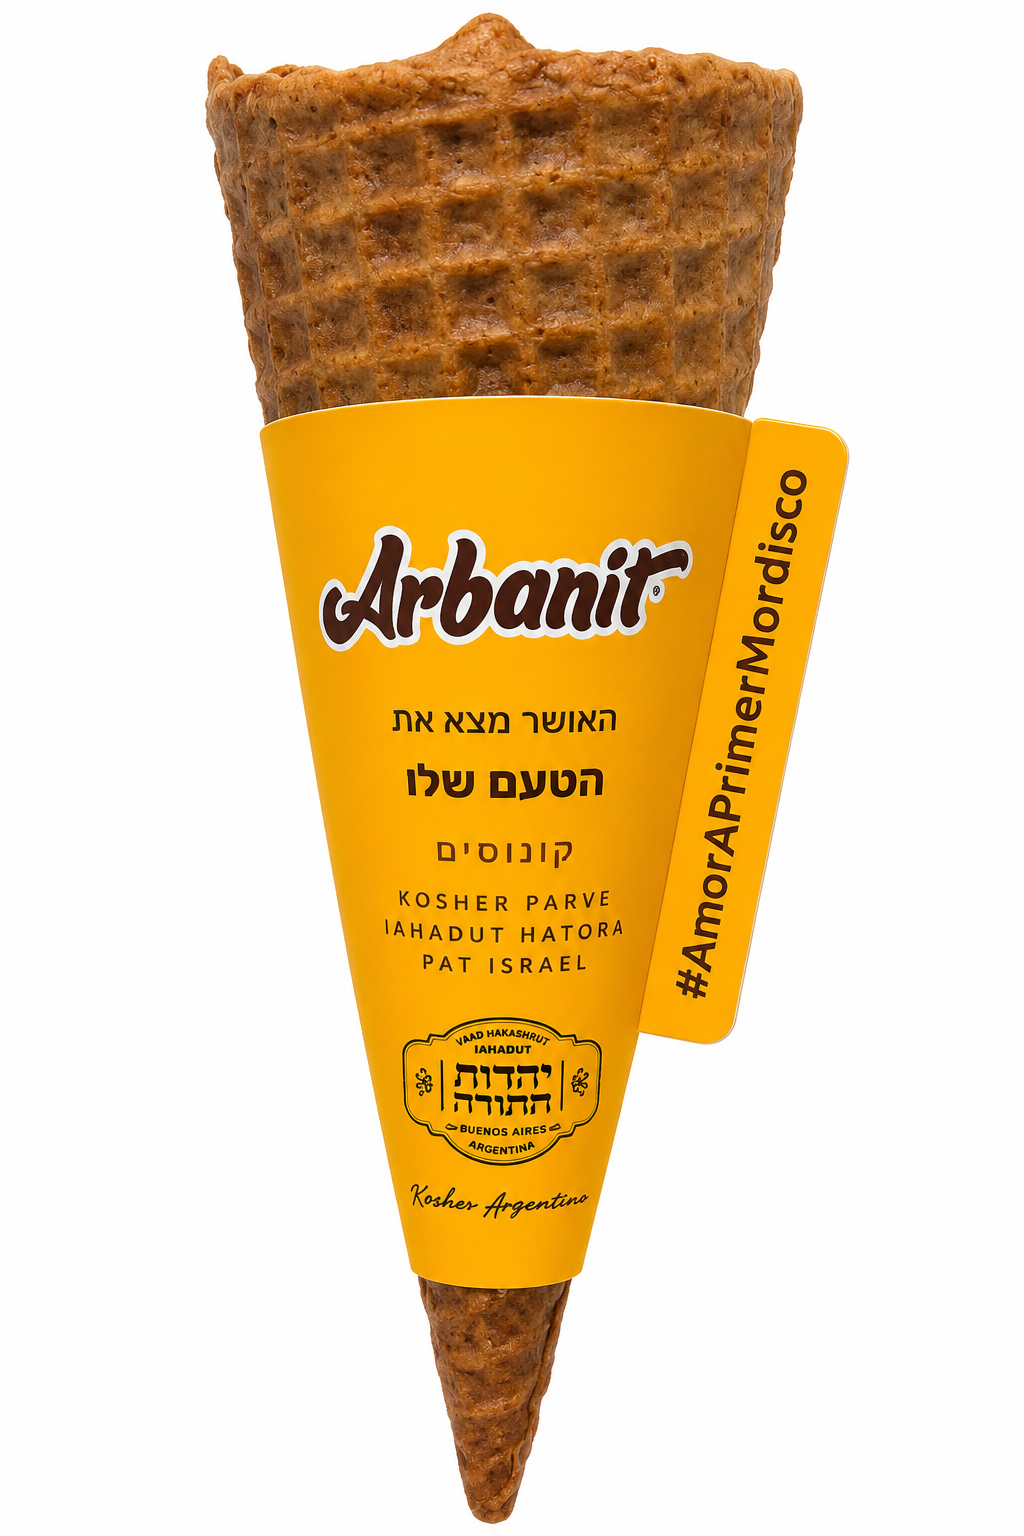 Arbanit®
האושר מצא את
הטעם שלו
קונוסים
KOSHER PARVE
IAHADUT HATORA
PAT ISRAEL
VAAD HAKASHRUT
IAHADUT
יהדות
התורה
BUENOS AIRES
ARGENTINA
Kosher Argentino
#AmorAPrimerMordisco